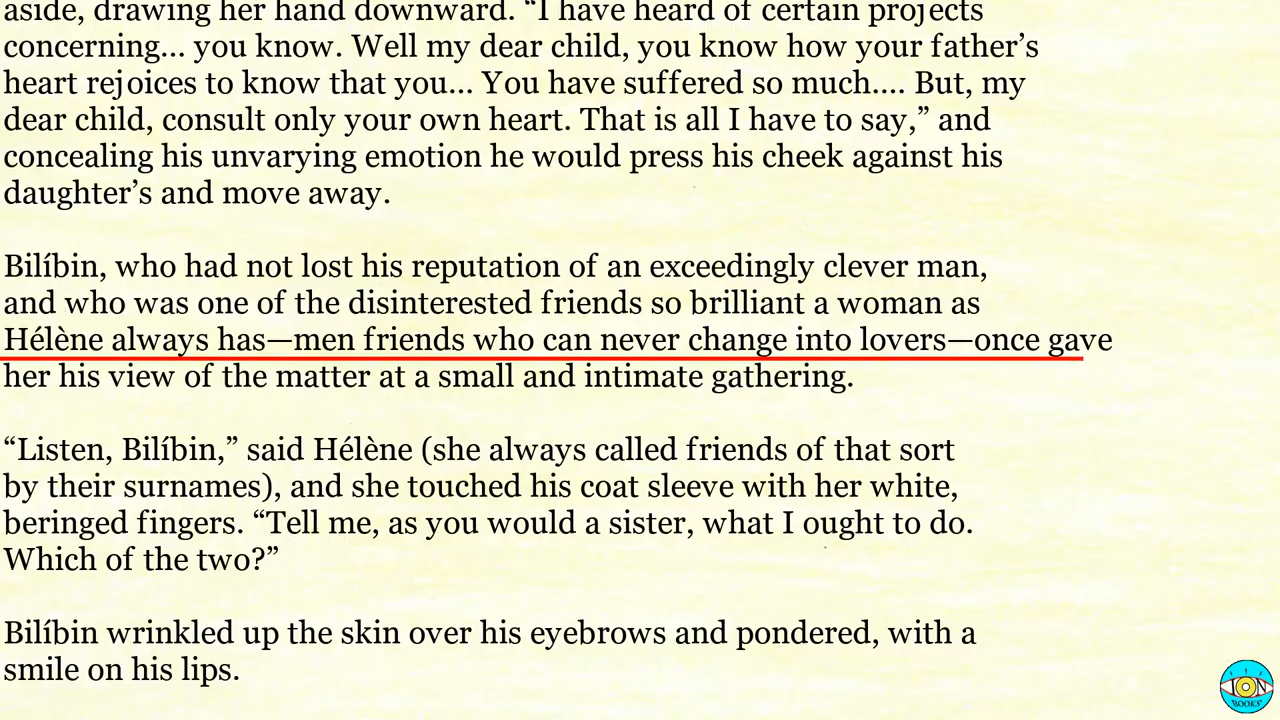 aside, drawing her hand downward. “I have heard of certain projects
concerning... you know. Well my dear child, you know how your father’s
heart rejoices to know that you... You have suffered so much.... But, my
dear child, consult only your own heart. That is all I have to say,” and
concealing his unvarying emotion he would press his cheek against his
daughter’s and move away.
Bilíbin, who had not lost his reputation of an exceedingly clever man,
and who was one of the disinterested friends so brilliant a woman as
Hélène always has—men friends who can never change into lovers—once gave
her his view of the matter at a small and intimate gathering.
“Listen, Bilíbin,” said Hélène (she always called friends of that sort
by their surnames), and she touched his coat sleeve with her white,
beringed fingers. “Tell me, as you would a sister, what I ought to do.
Which of the two?”
Bilíbin wrinkled up the skin over his eyebrows and pondered, with a
smile on his lips.
ION
BOOKS